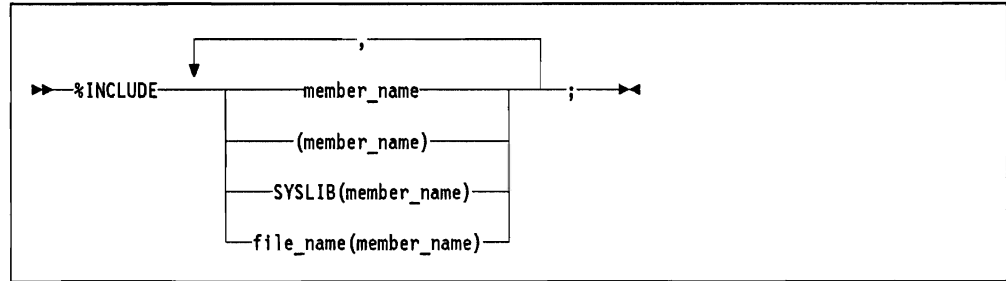 ,
%INCLUDE member_name ;
(member_name)
SYSLIB(member_name)
file_name(member_name)